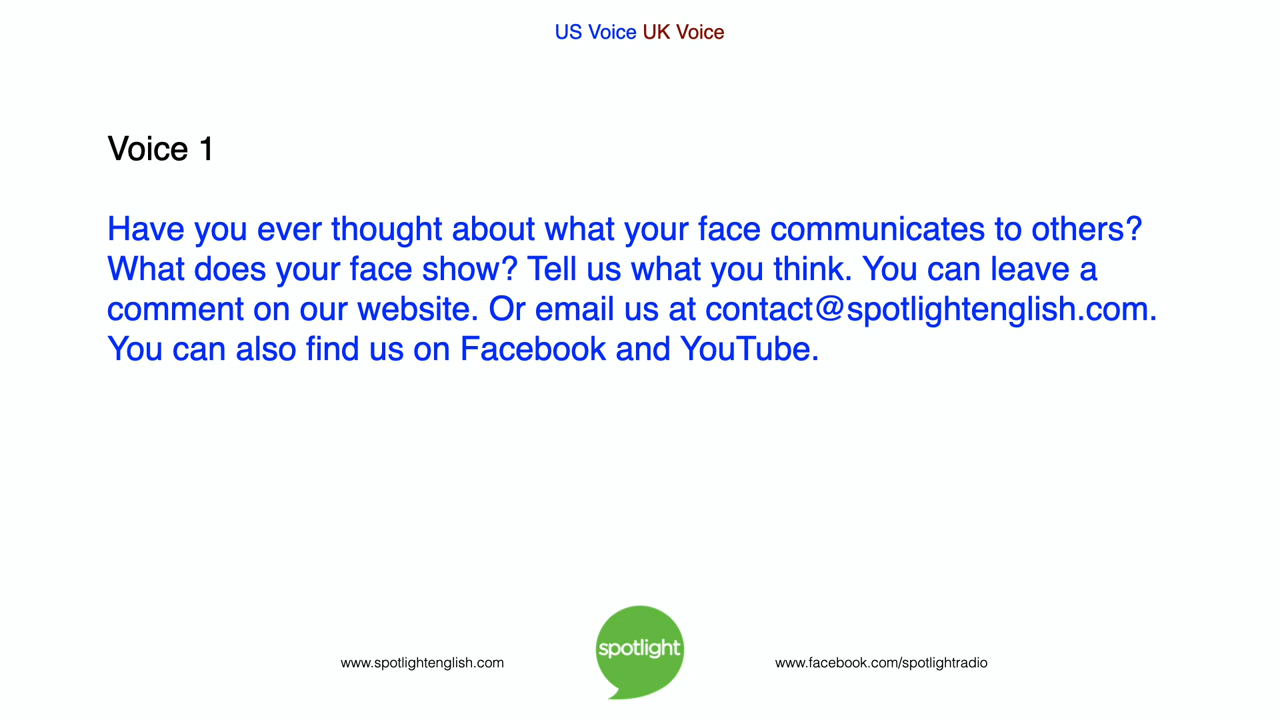 US Voice UK Voice
Voice 1
Have you ever thought about what your face communicates to others?
What does your face show? Tell us what you think. You can leave a
comment on our website. Or email us at contact@spotlightenglish.com.
You can also find us on Facebook and YouTube.
www.spotlightenglish.com
spotlight
www.facebook.com/spotlightradio